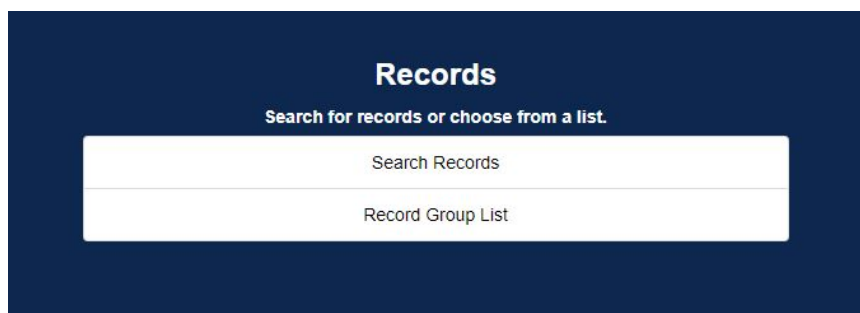 Records
Search for records or choose from a list.
Search Records
Record Group List